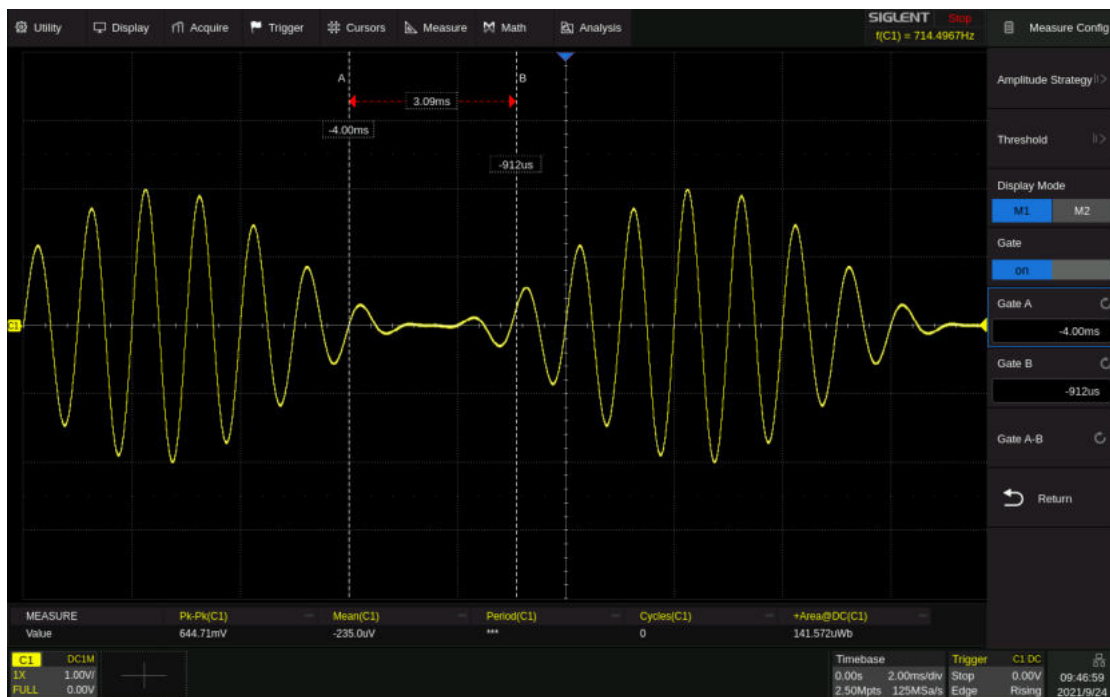 Utility Display Acquire Trigger Cursors Measure Math Analysis
SIGLENT Stop
f(C1) = 714.4967Hz
Measure Config
A B
3.09ms
-4.00ms
-912us
C1
Amplitude Strategy
Threshold
Display Mode
M1 M2
Gate
on
Gate A
-4.00ms
Gate B
-912us
Gate A-B
Return
MEASURE Pk-Pk(C1) Mean(C1) Period(C1) Cycles(C1) +Area@DC(C1)
Value 644.71mV -235.0uV *** 0 141.572uWb
C1 DC1M
1X 1.00V/
FULL 0.00V
Timebase
0.00s 2.00ms/div
2.50Mpts 125MSa/s
Trigger C1 DC
Stop 0.00V
Edge Rising
09:46:59
2021/9/24